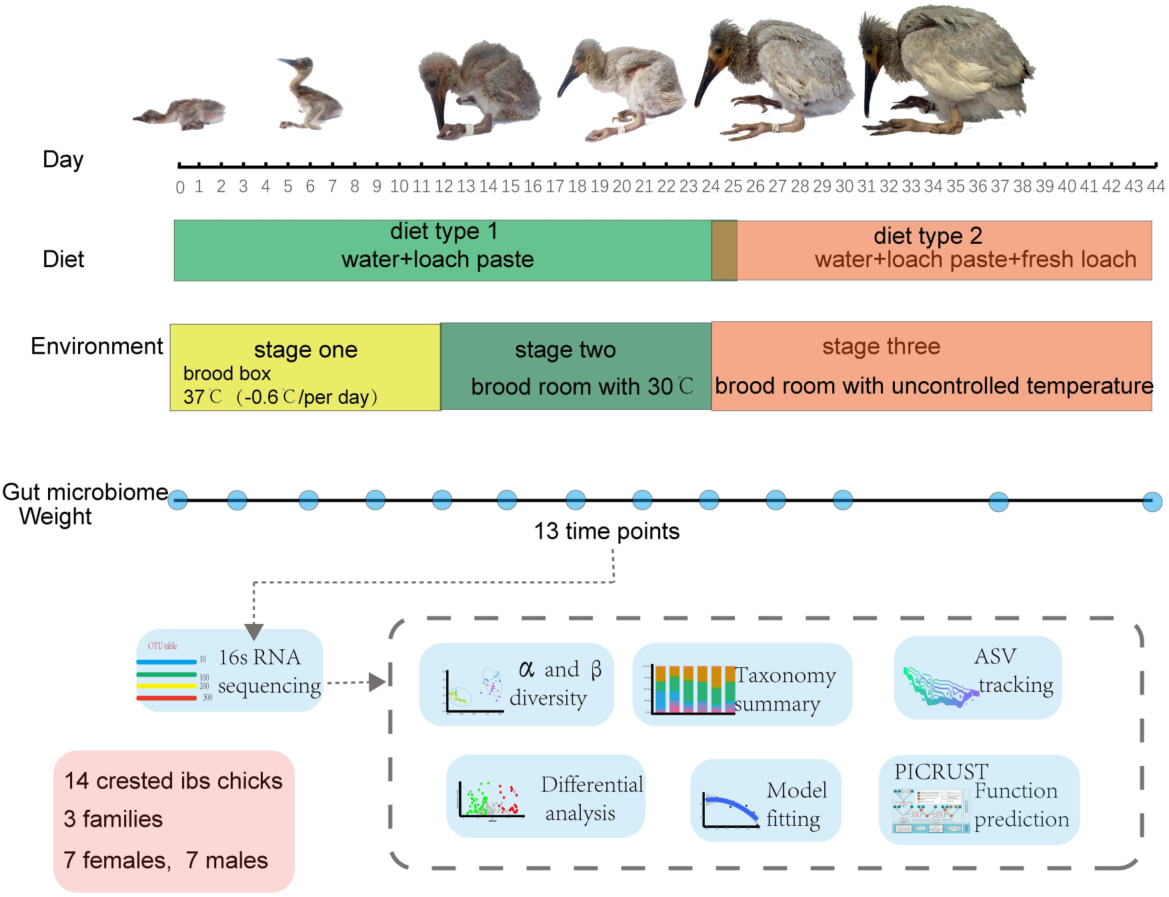 Day
0 1 2 3 4 5 6 7 8 9 10 11 12 13 14 15 16 17 18 19 20 21 22 23 24 25 26 27 28 29 30 31 32 33 34 35 36 37 38 39 40 41 42 43 44
Diet
diet type 1
water+loach paste
diet type 2
water+loach paste+fresh loach
Environment
stage one
brood box
37℃ (-0.6℃/per day)
stage two
brood room with 30℃
stage three
brood room with uncontrolled temperature
Gut microbiome
Weight
13 time points
OTU table
10
100
200
300
16s RNA
sequencing
α and β
diversity
Taxonomy
summary
ASV
tracking
Differential
analysis
Model
fitting
PICRUST
Function
prediction
14 crested ibs chicks
3 families
7 females, 7 males